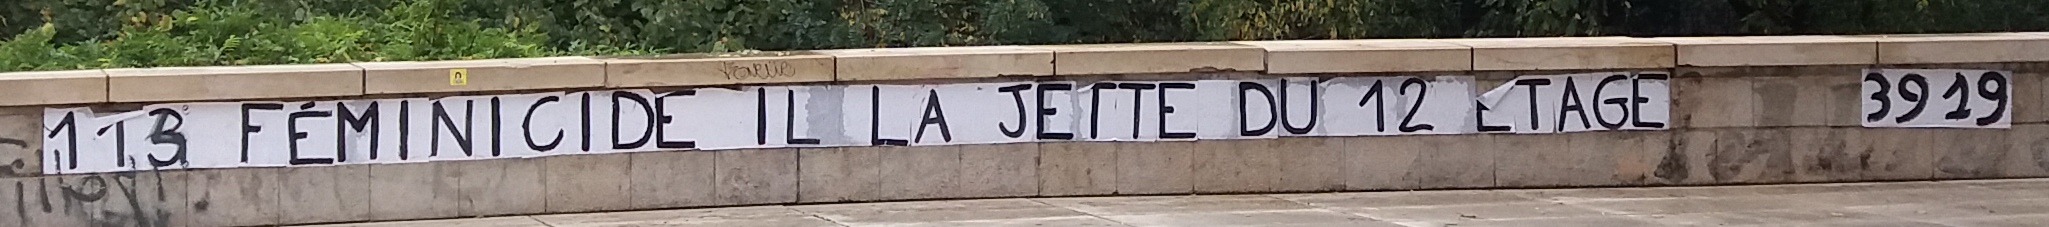 113 FÉMINICIDE IL LA JETTE DU 12 ETAGE 3919